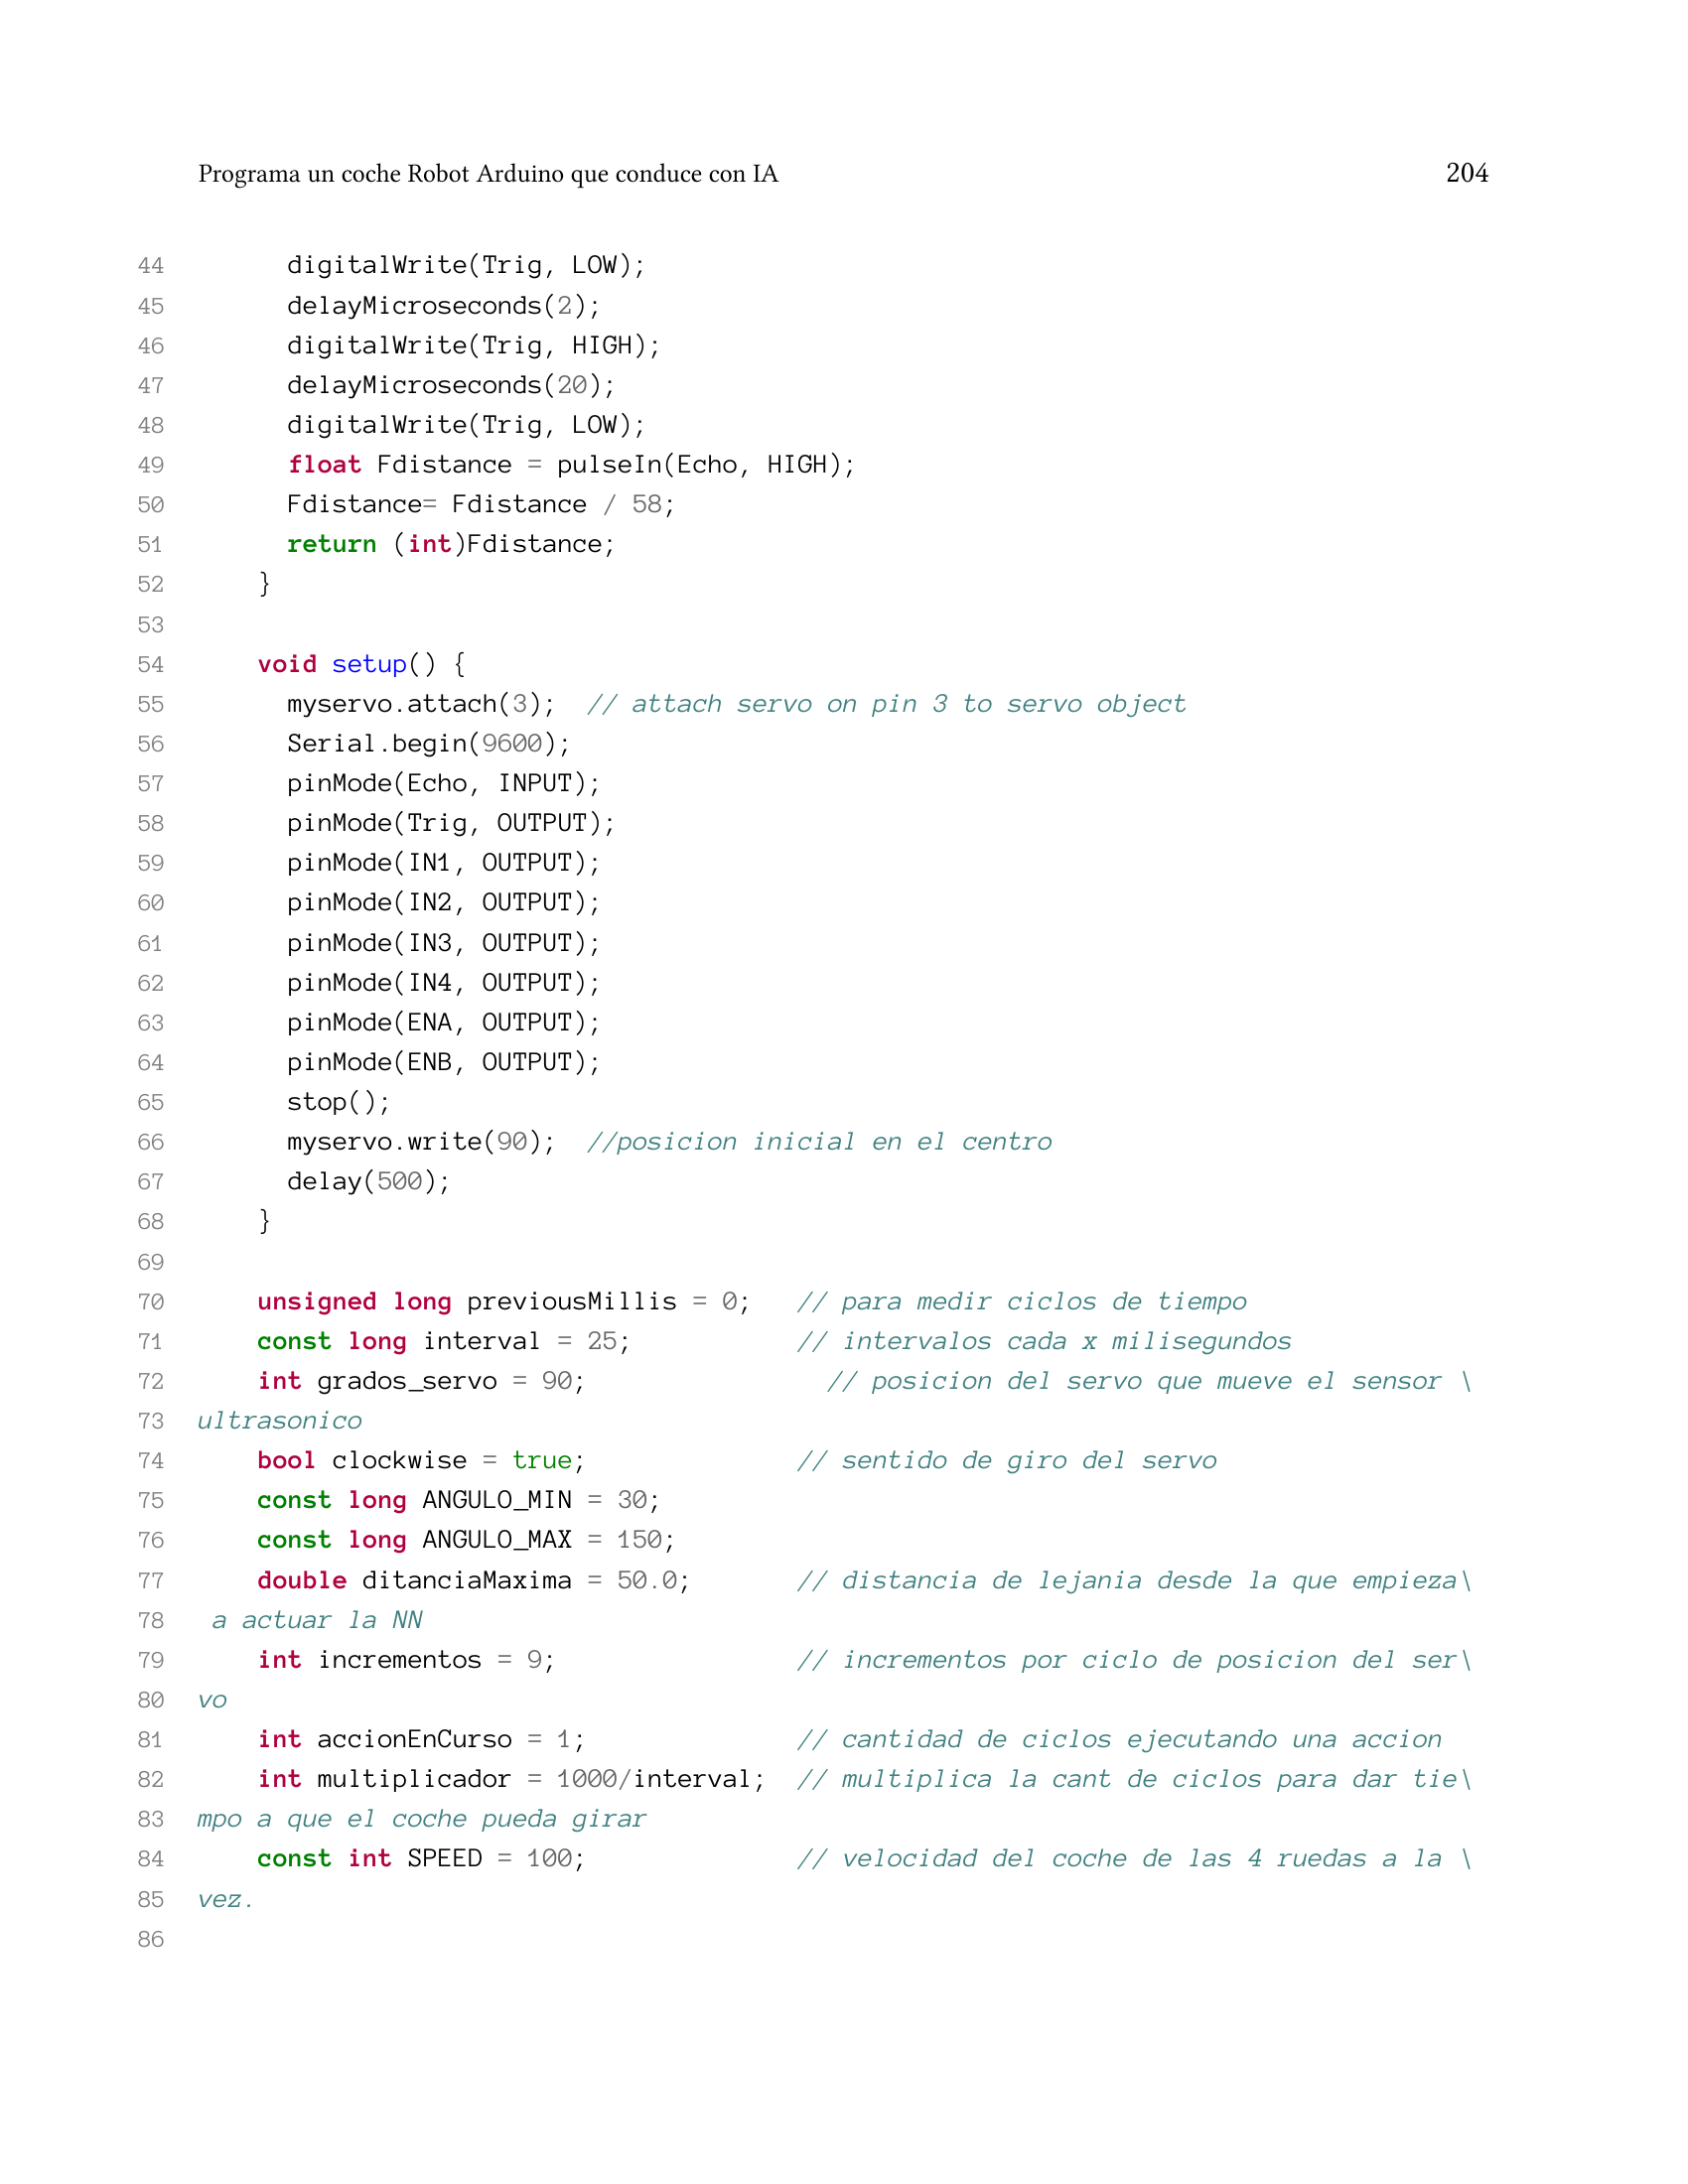 Programa un coche Robot Arduino que conduce con IA 204
44 digitalWrite(Trig, LOW);
45 delayMicroseconds(2);
46 digitalWrite(Trig, HIGH);
47 delayMicroseconds(20);
48 digitalWrite(Trig, LOW);
49 float Fdistance = pulseIn(Echo, HIGH);
50 Fdistance= Fdistance / 58;
51 return (int)Fdistance;
52 }
53
54 void setup() {
55 myservo.attach(3);  // attach servo on pin 3 to servo object
56 Serial.begin(9600);
57 pinMode(Echo, INPUT);
58 pinMode(Trig, OUTPUT);
59 pinMode(IN1, OUTPUT);
60 pinMode(IN2, OUTPUT);
61 pinMode(IN3, OUTPUT);
62 pinMode(IN4, OUTPUT);
63 pinMode(ENA, OUTPUT);
64 pinMode(ENB, OUTPUT);
65 stop();
66 myservo.write(90);  //posicion inicial en el centro
67 delay(500);
68 }
69
70 unsigned long previousMillis = 0;   // para medir ciclos de tiempo
71 const long interval = 25;           // intervalos cada x milisegundos
72 int grados_servo = 90;                // posicion del servo que mueve el sensor \
73 ultrasonico
74 bool clockwise = true;              // sentido de giro del servo
75 const long ANGULO_MIN = 30;
76 const long ANGULO_MAX = 150;
77 double ditanciaMaxima = 50.0;       // distancia de lejania desde la que empieza\
78 a actuar la NN
79 int incrementos = 9;                // incrementos por ciclo de posicion del ser\
80 vo
81 int accionEnCurso = 1;              // cantidad de ciclos ejecutando una accion
82 int multiplicador = 1000/interval;  // multiplica la cant de ciclos para dar tie\
83 mpo a que el coche pueda girar
84 const int SPEED = 100;              // velocidad del coche de las 4 ruedas a la \
85 vez.
86